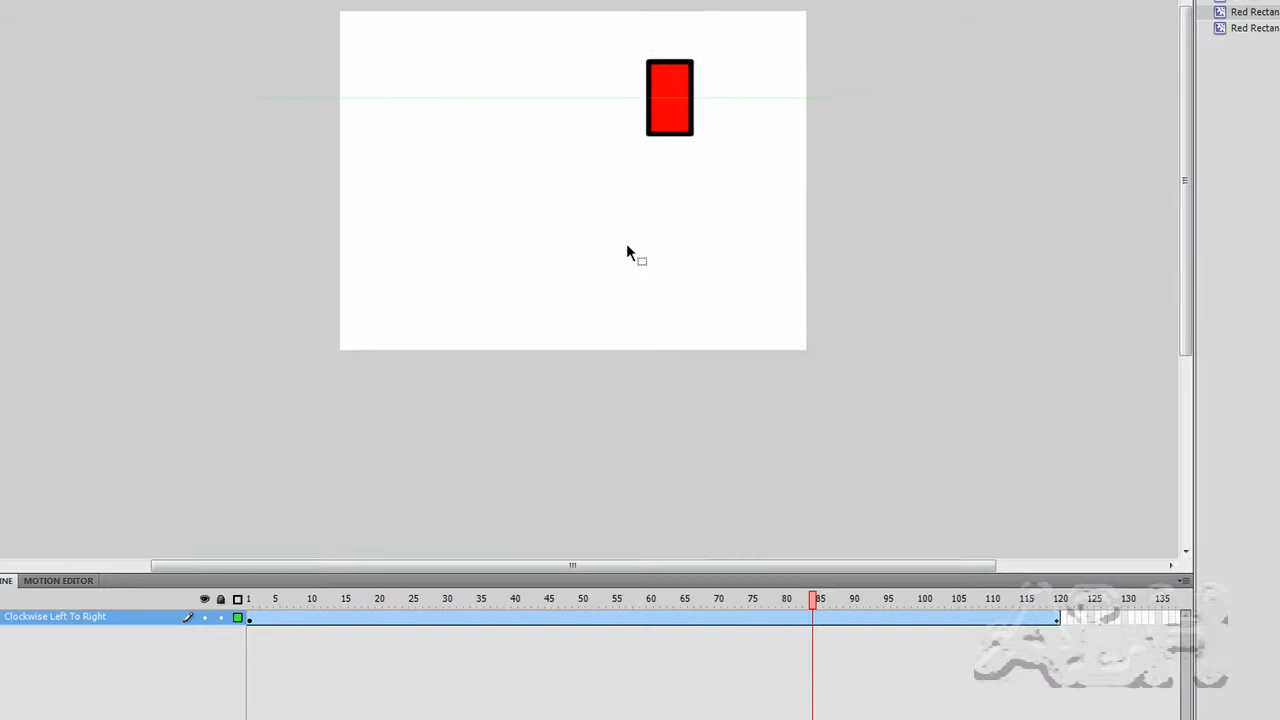 Red Rectan
Red Rectan
NE MOTION EDITOR
1 5 10 15 20 25 30 35 40 45 50 55 60 65 70 75 80 85 90 95 100 105 110 115 120 125 130 135
Clockwise Left To Right